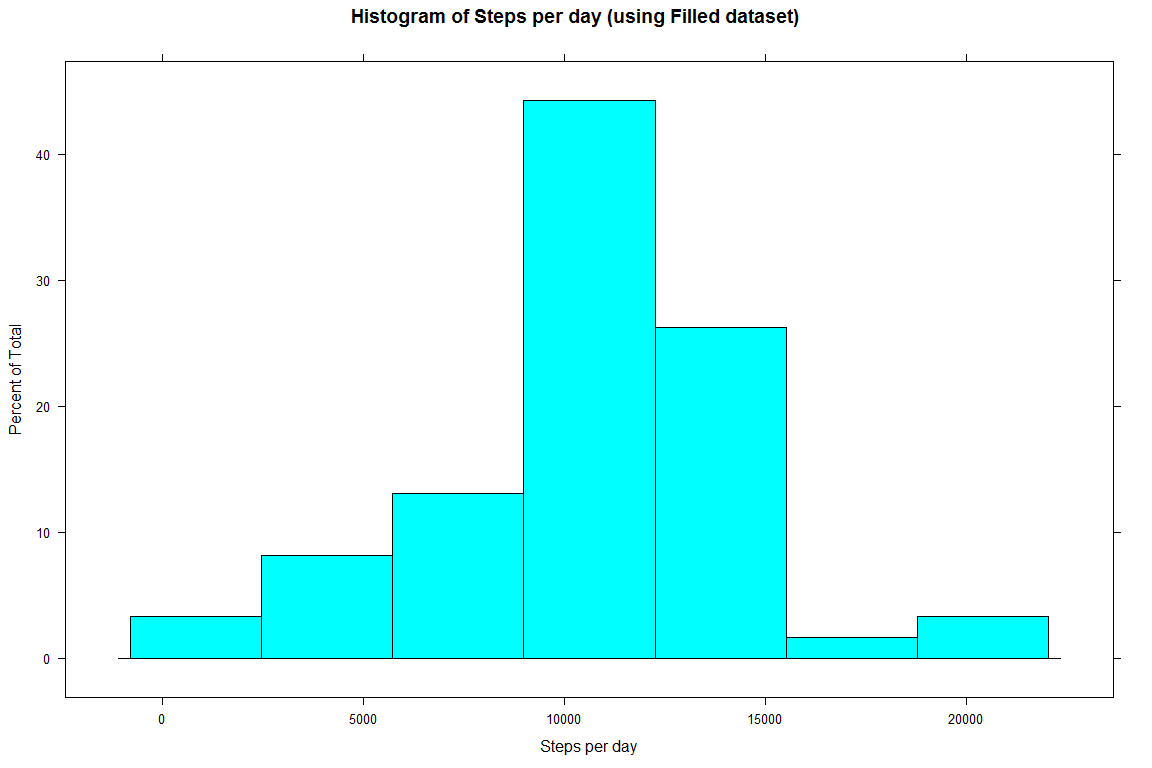 Histogram of Steps per day (using Filled dataset)
Percent of Total
40
30
20
10
0
0 5000 10000 15000 20000
Steps per day